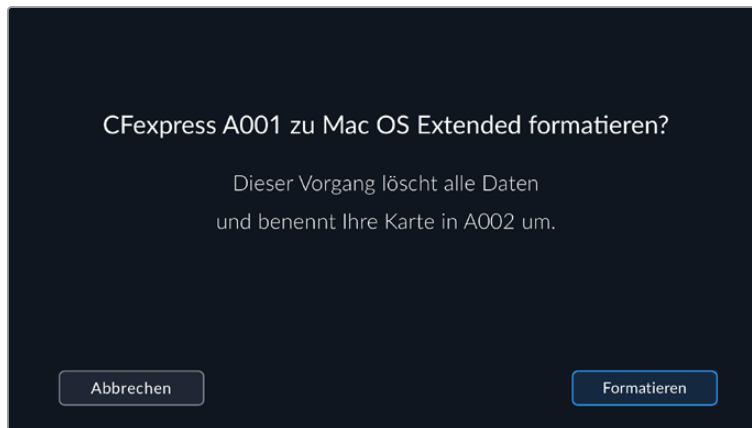 CFexpress A001 zu Mac OS Extended formatieren?
Dieser Vorgang löscht alle Daten
und benennt Ihre Karte in A002 um.
Abbrechen
Formatieren